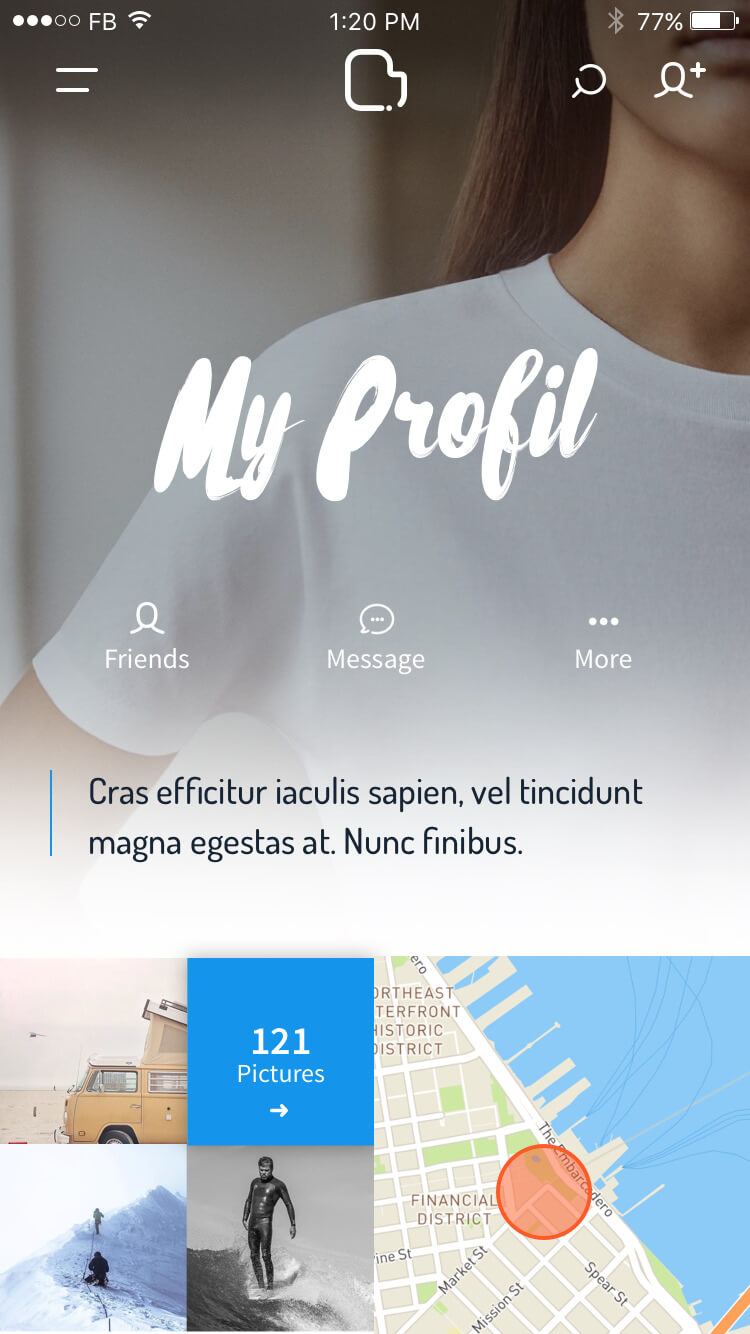 FB 1:20 PM 77%
My Profil
Friends Message More
Cras efficitur iaculis sapien, vel tincidunt
magna egestas at. Nunc finibus.
121
Pictures
ero
ORTHEAST
TERFRONT
HISTORIC
DISTRICT
The Embarcadero
FINANCIAL
DISTRICT
ine St
Market St
Mission St
Spear St